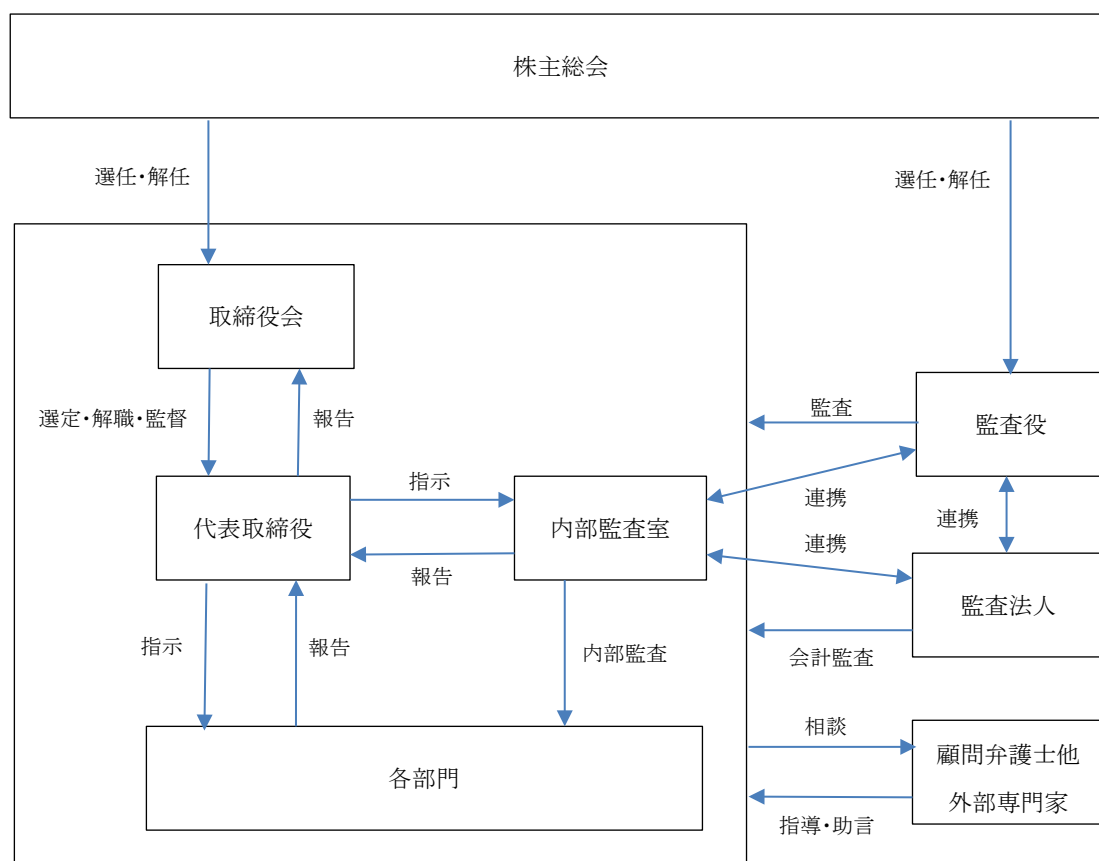 株主総会
選任・解任
選任・解任
取締役会
選定・解職・監督
報告
監査
監査役
指示
連携
連携
代表取締役
内部監査室
連携
報告
監査法人
指示
報告
内部監査
会計監査
相談
顧問弁護士他
外部専門家
各部門
指導・助言